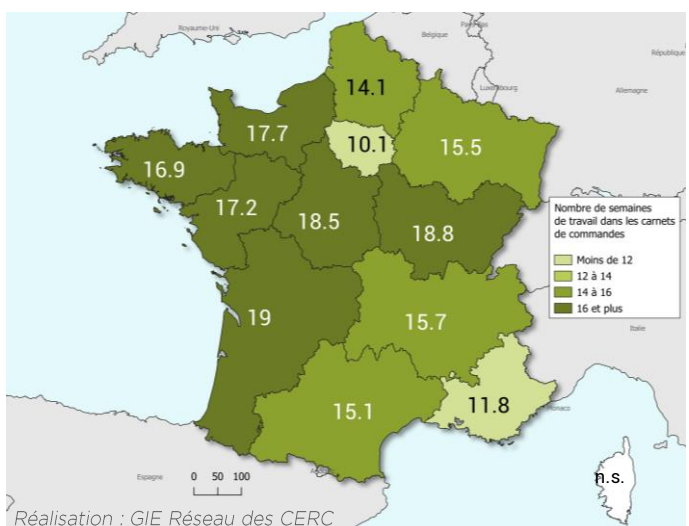 Royaume-Uni
Pays-Bas
Belgique
République
Luxembourg
Allemagne
14.1
17.7
10.1
15.5
16.9
17.2
18.5
18.8
Nombre de semaines
de travail dans les carnets
de commandes
Moins de 12
12 à 14
14 à 16
16 et plus
19
15.7
Italie
15.1
11.8
Monaco
Espagne
0 50 100
n.s.
Réalisation : GIE Réseau des CERC